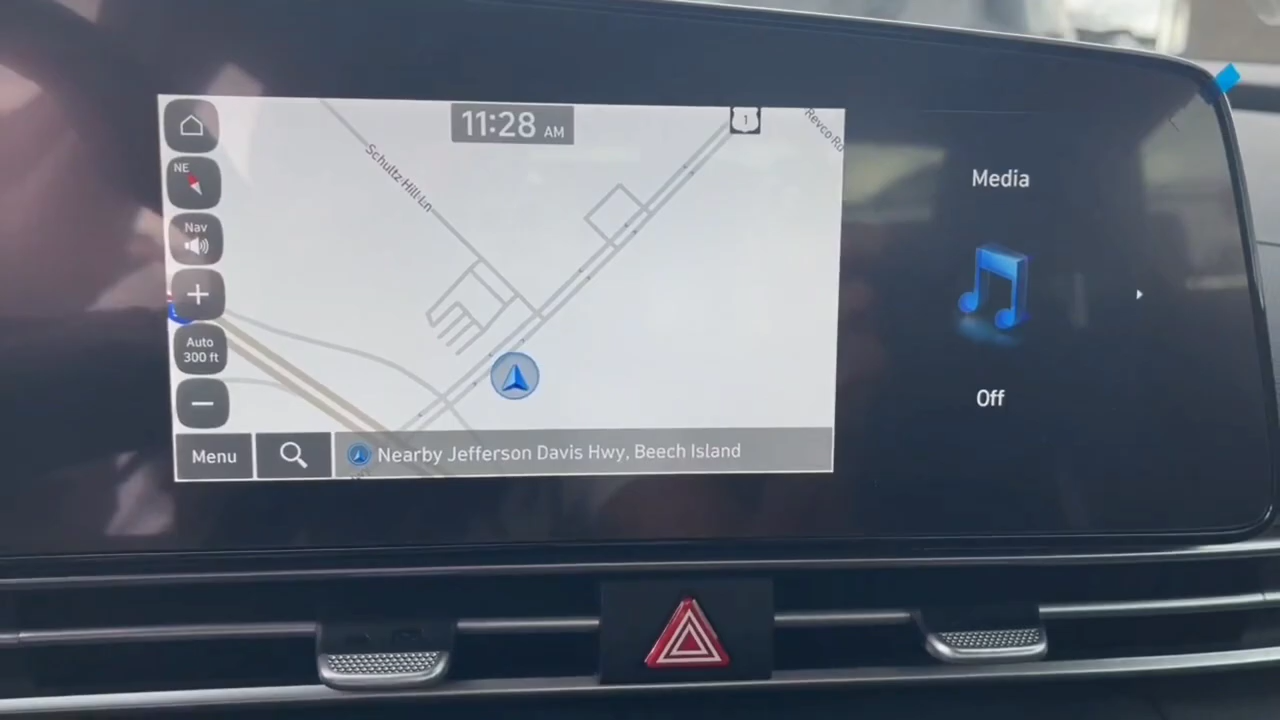 11:28 AM
1
Revco Rd
Schultz Hill Ln
NE
Nav
Auto
300 ft
Menu
Nearby Jefferson Davis Hwy, Beech Island
Media
Off